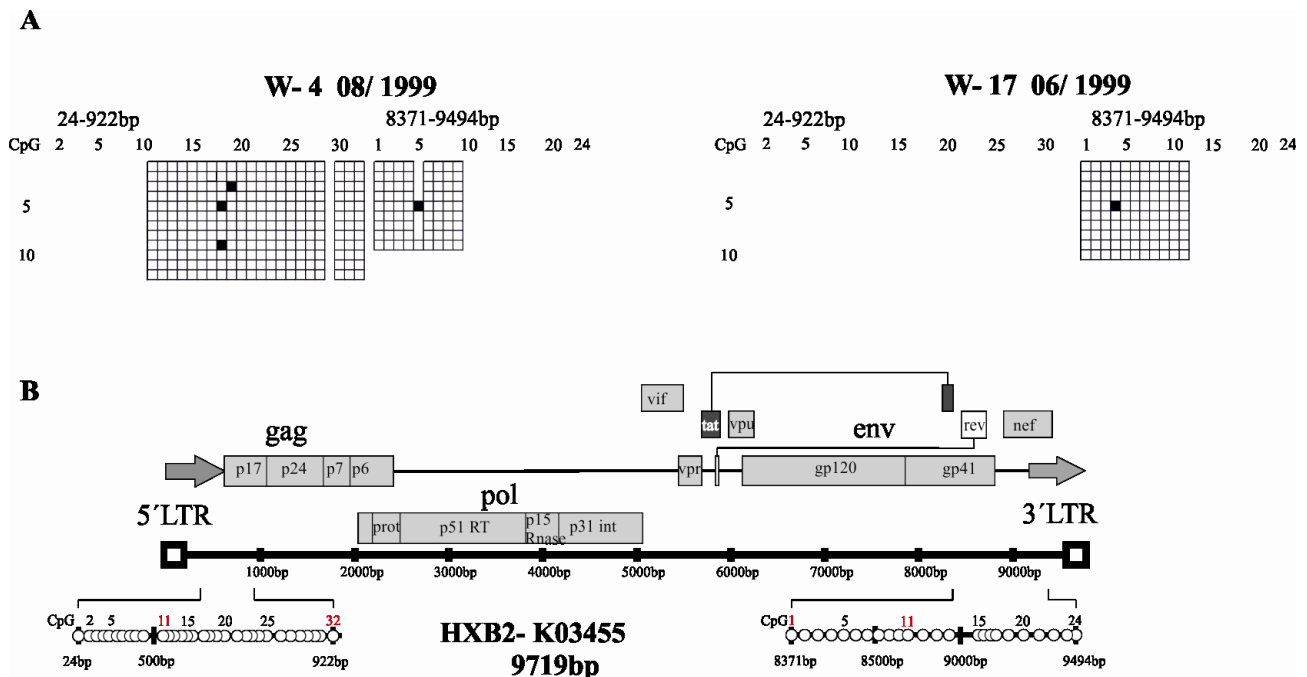 A
W- 4 08/ 1999
W- 17 06/ 1999
24-922bp
8371-9494bp
24-922bp
8371-9494bp
CpG 2 5 10 15 20 25 30 1 5 10 15 20 24
CpG 2 5 10 15 20 25 30 1 5 10 15 20 24
5
10
5
10
B
vif
tat
vpu
rev
nef
gag
env
p17 p24 p7 p6
vpr
gp120 gp41
pol
5´LTR
3´LTR
prot p51 RT p15 Rnase p31 int
1000bp 2000bp 3000bp 4000bp 5000bp 6000bp 7000bp 8000bp 9000bp
CpG 2 5 11 15 20 25 32
CpG 1 5 11 15 20 24
24bp 500bp 922bp
8371bp 8500bp 9000bp 9494bp
HXB2- K03455
9719bp